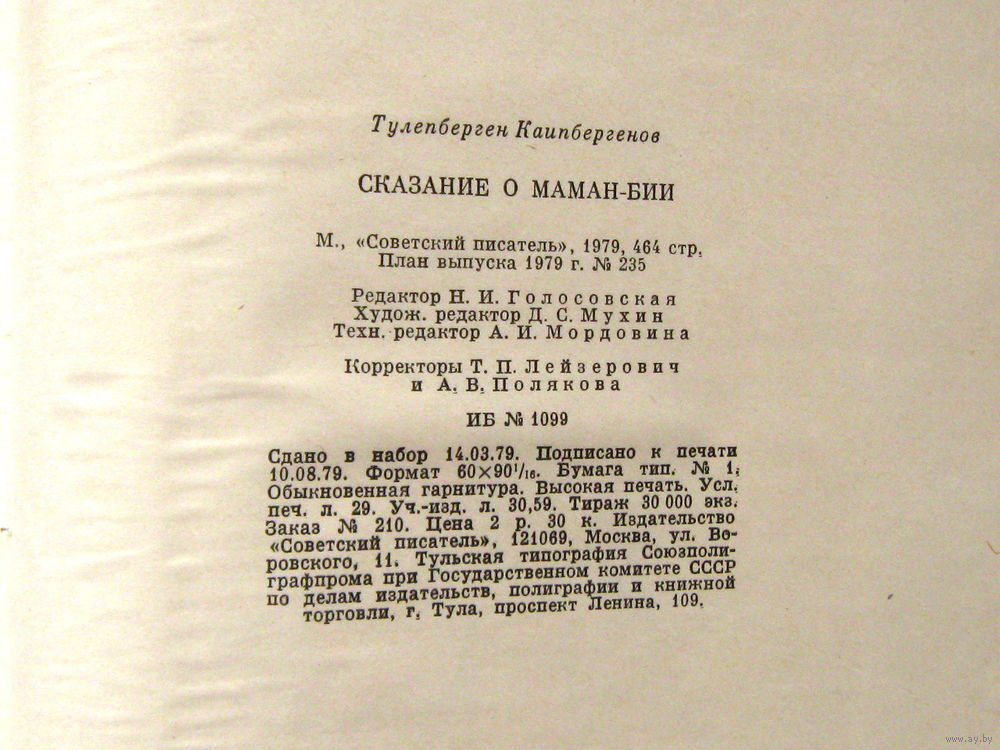 Тулепберген Каипбергенов
СКАЗАНИЕ О МАМАН-БИИ
М., «Советский писатель», 1979, 464 стр.
План выпуска 1979 г. № 235
Редактор Н. И. Голосовская
Худож. редактор Д. С. Мухин
Техн. редактор А. И. Мордовина
Корректоры Т. П. Лейзерович
и А. В. Полякова
ИБ № 1099
Сдано в набор 14.03.79. Подписано к печати
10.08.79. Формат 60×90¹/₁₆. Бумага тип. № 1.
Обыкновенная гарнитура. Высокая печать. Усл.
печ. л. 29. Уч.-изд. л. 30,59. Тираж 30 000 экз.
Заказ № 210. Цена 2 р. 30 к. Издательство
«Советский писатель», 121069, Москва, ул. Во-
ровского, 11. Тульская типография Союзполи-
графпрома при Государственном комитете СССР
по делам издательств, полиграфии и книжной
торговли, г. Тула, проспект Ленина, 109.
www.ay.by